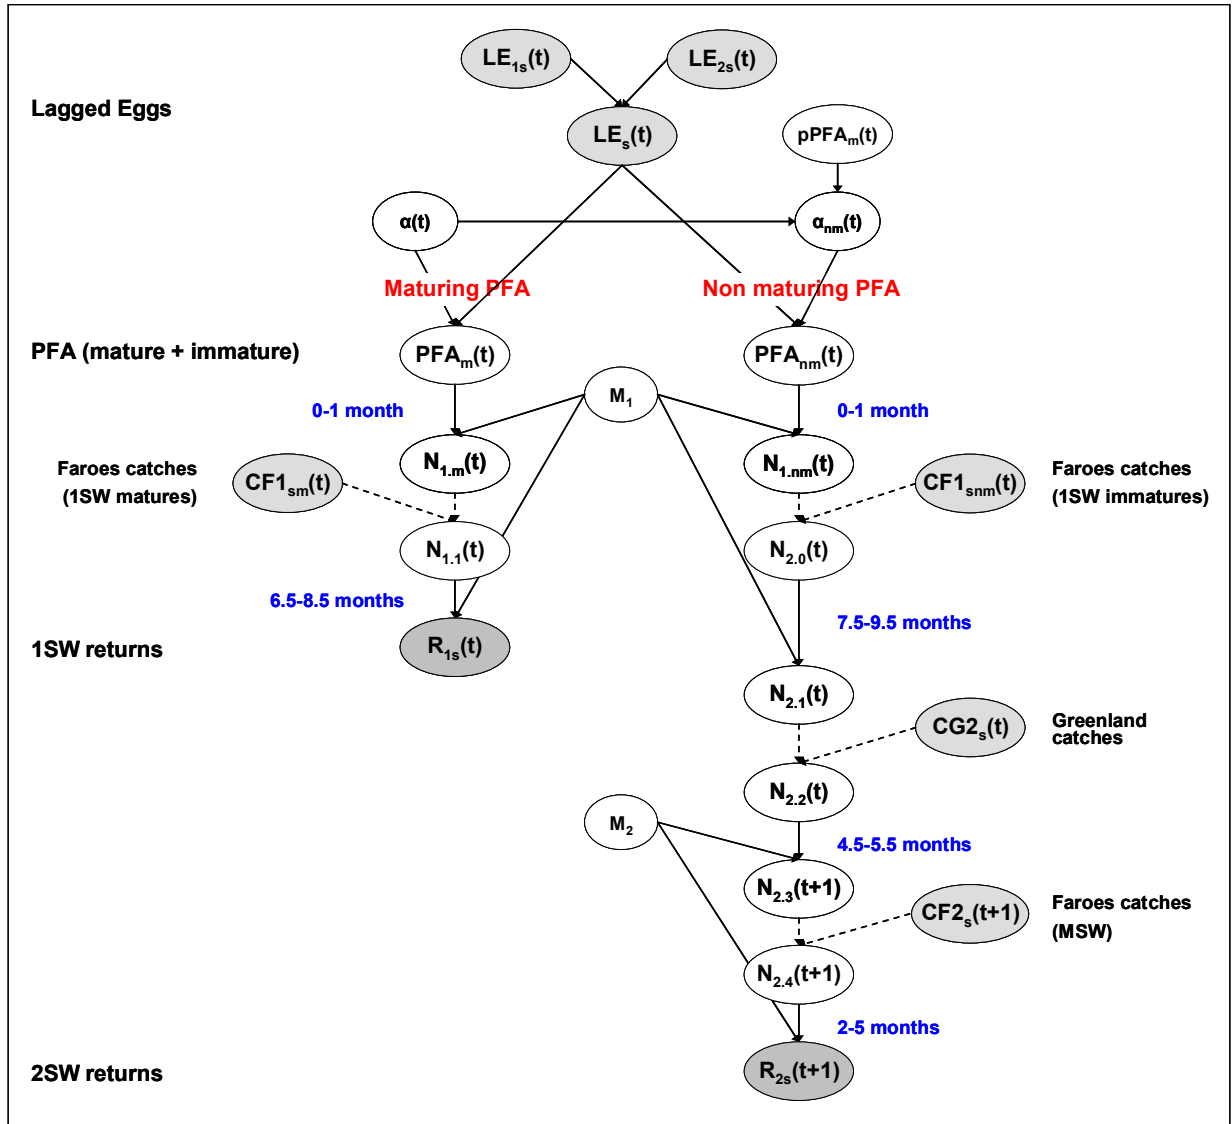 LE1s(t)
LE2s(t)
Lagged Eggs
LEs(t)
pPFAm(t)
α(t)
αnm(t)
Maturing PFA
Non maturing PFA
PFA (mature + immature)
PFAm(t)
PFAnm(t)
M1
0-1 month
0-1 month
N1.m(t)
N1.nm(t)
Faroes catches
(1SW matures)
CF1sm(t)
CF1snm(t)
Faroes catches
(1SW immatures)
N1.1(t)
N2.0(t)
6.5-8.5 months
7.5-9.5 months
1SW returns
R1s(t)
N2.1(t)
CG2s(t)
Greenland
catches
N2.2(t)
M2
4.5-5.5 months
N2.3(t+1)
CF2s(t+1)
Faroes catches
(MSW)
N2.4(t+1)
2-5 months
2SW returns
R2s(t+1)